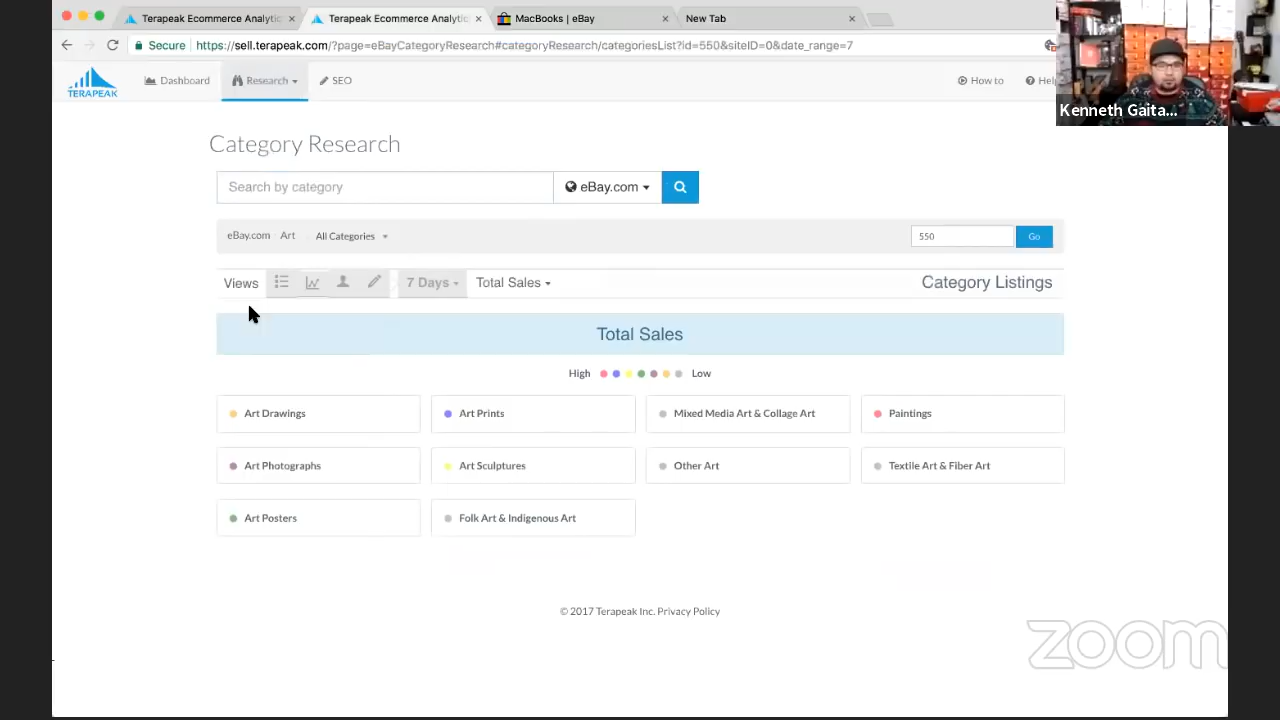 Terapeak Ecommerce Analytic
Terapeak Ecommerce Analytic
MacBooks | eBay
New Tab
Secure
https://sell.terapeak.com/?page=eBayCategoryResearch#categoryResearch/categoriesList?id=550&siteID=0&date_range=7
TERAPEAK
Dashboard
Research
SEO
How to
Help
Kenneth Gaita...
Category Research
Search by category
eBay.com
eBay.com
Art
All Categories
550
Go
Views
7 Days
Total Sales
Category Listings
Total Sales
High
Low
Art Drawings
Art Prints
Mixed Media Art & Collage Art
Paintings
Art Photographs
Art Sculptures
Other Art
Textile Art & Fiber Art
Art Posters
Folk Art & Indigenous Art
© 2017 Terapeak Inc. Privacy Policy
zoom